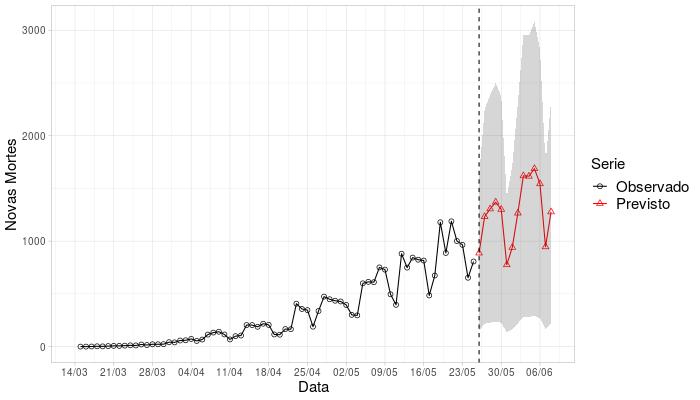 3000
2000
1000
0
Novas Mortes
14/03 21/03 28/03 04/04 11/04 18/04 25/04 02/05 09/05 16/05 23/05 30/05 06/06
Data
Serie
Observado
Previsto